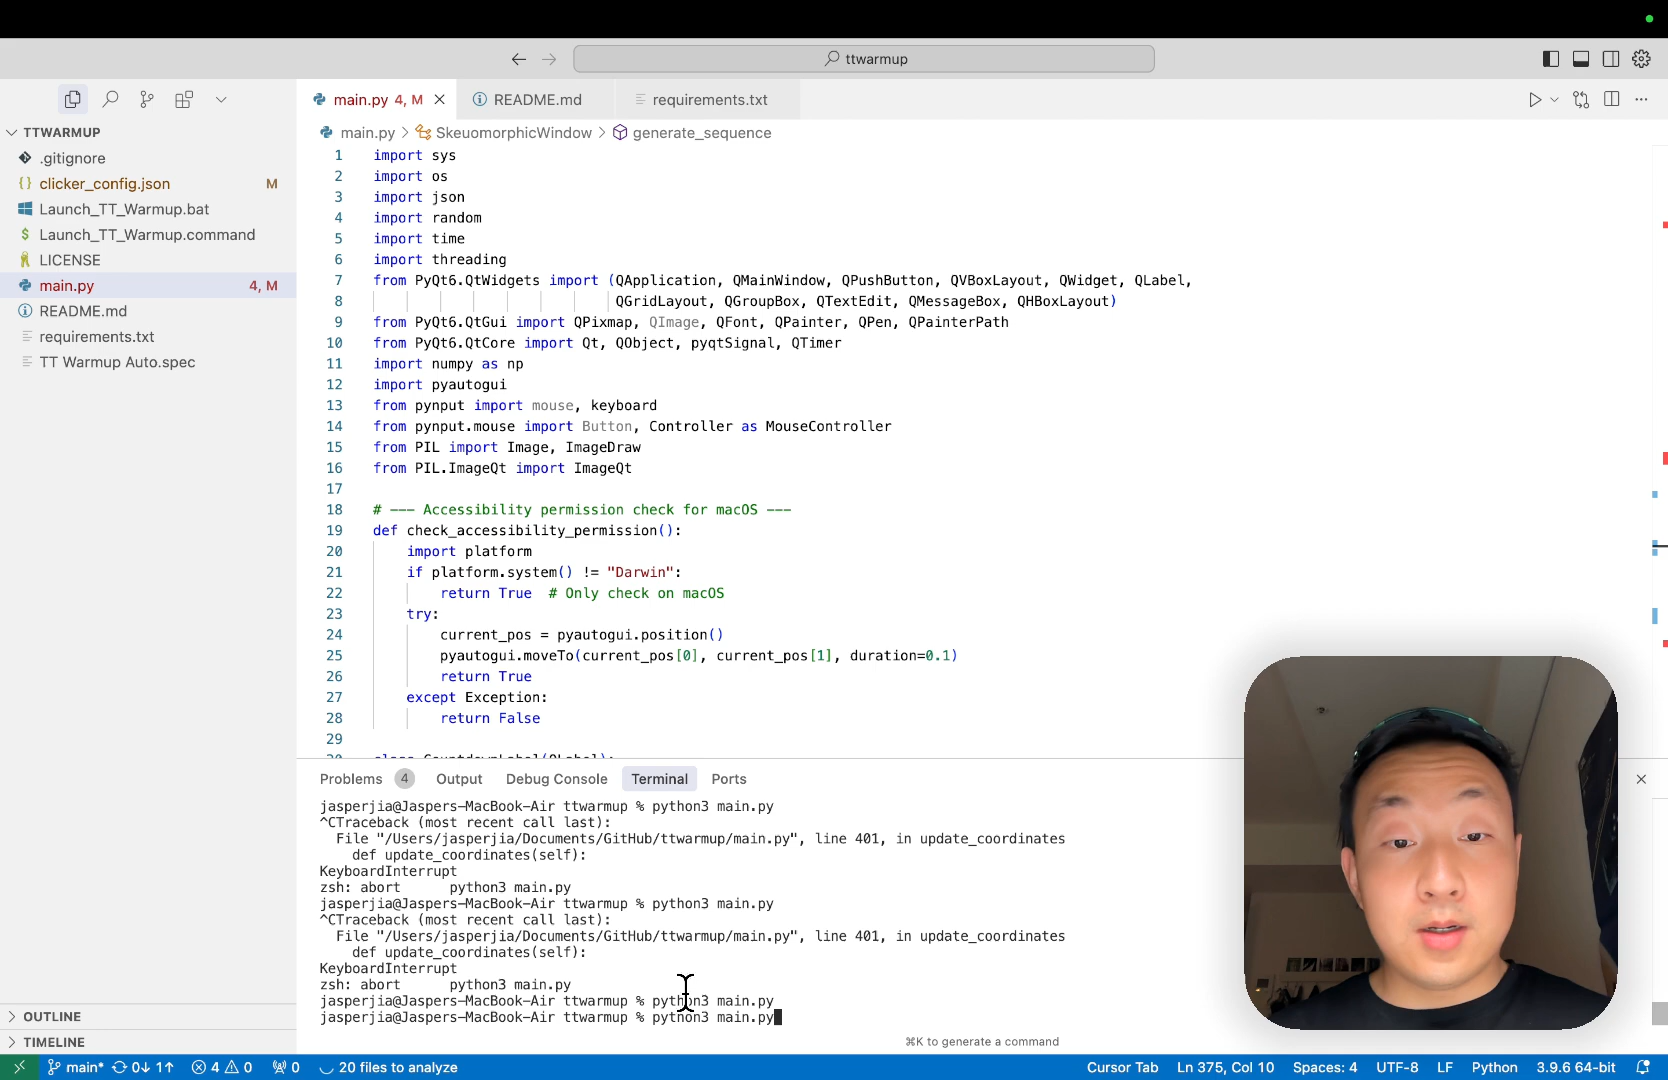 ttwarmup
main.py 4, M
README.md
requirements.txt
TTWARMUP
.gitignore
clicker_config.json M
Launch_TT_Warmup.bat
Launch_TT_Warmup.command
LICENSE
main.py 4, M
README.md
requirements.txt
TT Warmup Auto.spec
OUTLINE
TIMELINE
main.py > SkeuomorphicWindow > generate_sequence
1 import sys
2 import os
3 import json
4 import random
5 import time
6 import threading
7 from PyQt6.QtWidgets import (QApplication, QMainWindow, QPushButton, QVBoxLayout, QWidget, QLabel,
8 QGridLayout, QGroupBox, QTextEdit, QMessageBox, QHBoxLayout)
9 from PyQt6.QtGui import QPixmap, QImage, QFont, QPainter, QPen, QPainterPath
10 from PyQt6.QtCore import Qt, QObject, pyqtSignal, QTimer
11 import numpy as np
12 import pyautogui
13 from pynput import mouse, keyboard
14 from pynput.mouse import Button, Controller as MouseController
15 from PIL import Image, ImageDraw
16 from PIL.ImageQt import ImageQt
17
18 # --- Accessibility permission check for macOS ---
19 def check_accessibility_permission():
20 import platform
21 if platform.system() != "Darwin":
22 return True # Only check on macOS
23 try:
24 current_pos = pyautogui.position()
25 pyautogui.moveTo(current_pos[0], current_pos[1], duration=0.1)
26 return True
27 except Exception:
28 return False
29
30 class CountdownLabel(QLabel):
Problems 4 Output Debug Console Terminal Ports
jasperjia@Jaspers-MacBook-Air ttwarmup % python3 main.py
^CTraceback (most recent call last):
File "/Users/jasperjia/Documents/GitHub/ttwarmup/main.py", line 401, in update_coordinates
def update_coordinates(self):
KeyboardInterrupt
zsh: abort python3 main.py
jasperjia@Jaspers-MacBook-Air ttwarmup % python3 main.py
^CTraceback (most recent call last):
File "/Users/jasperjia/Documents/GitHub/ttwarmup/main.py", line 401, in update_coordinates
def update_coordinates(self):
KeyboardInterrupt
zsh: abort python3 main.py
jasperjia@Jaspers-MacBook-Air ttwarmup % python3 main.py
jasperjia@Jaspers-MacBook-Air ttwarmup % python3 main.py
⌘K to generate a command
main* 0↓ 1↑ 4 0 0 20 files to analyze Cursor Tab Ln 375, Col 10 Spaces: 4 UTF-8 LF Python 3.9.6 64-bit